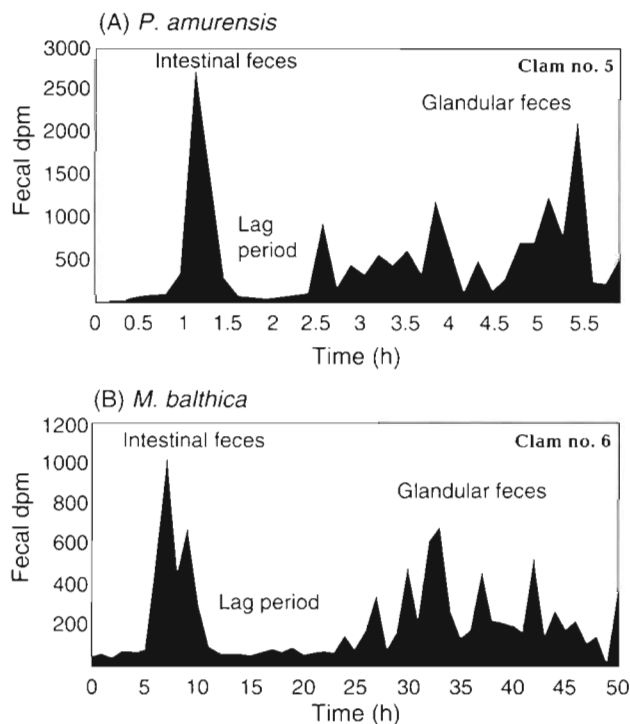 (A) P. amurensis
3000
2500
2000
1500
1000
500
Fecal dpm
Intestinal feces
Clam no. 5
Glandular feces
Lag
period
0 0.5 1 1.5 2 2.5 3 3.5 4 4.5 5 5.5
Time (h)
(B) M. balthica
1200
1000
800
600
400
200
Fecal dpm
Intestinal feces
Clam no. 6
Glandular feces
Lag period
0 5 10 15 20 25 30 35 40 45 50
Time (h)